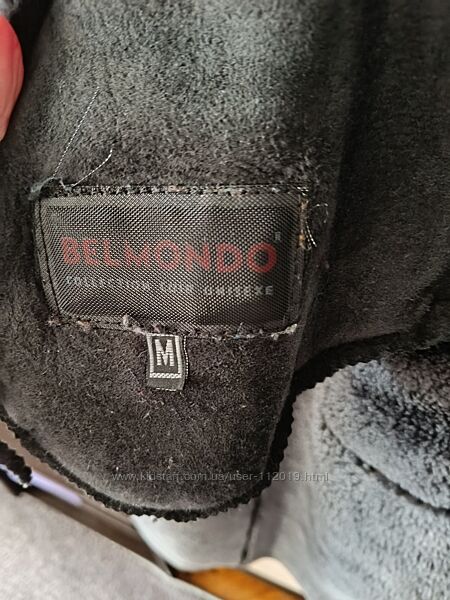 BELMONDO
COLLECTION CUIR UNISEXE
M
www.kidstaff.com.ua/user-112019.html